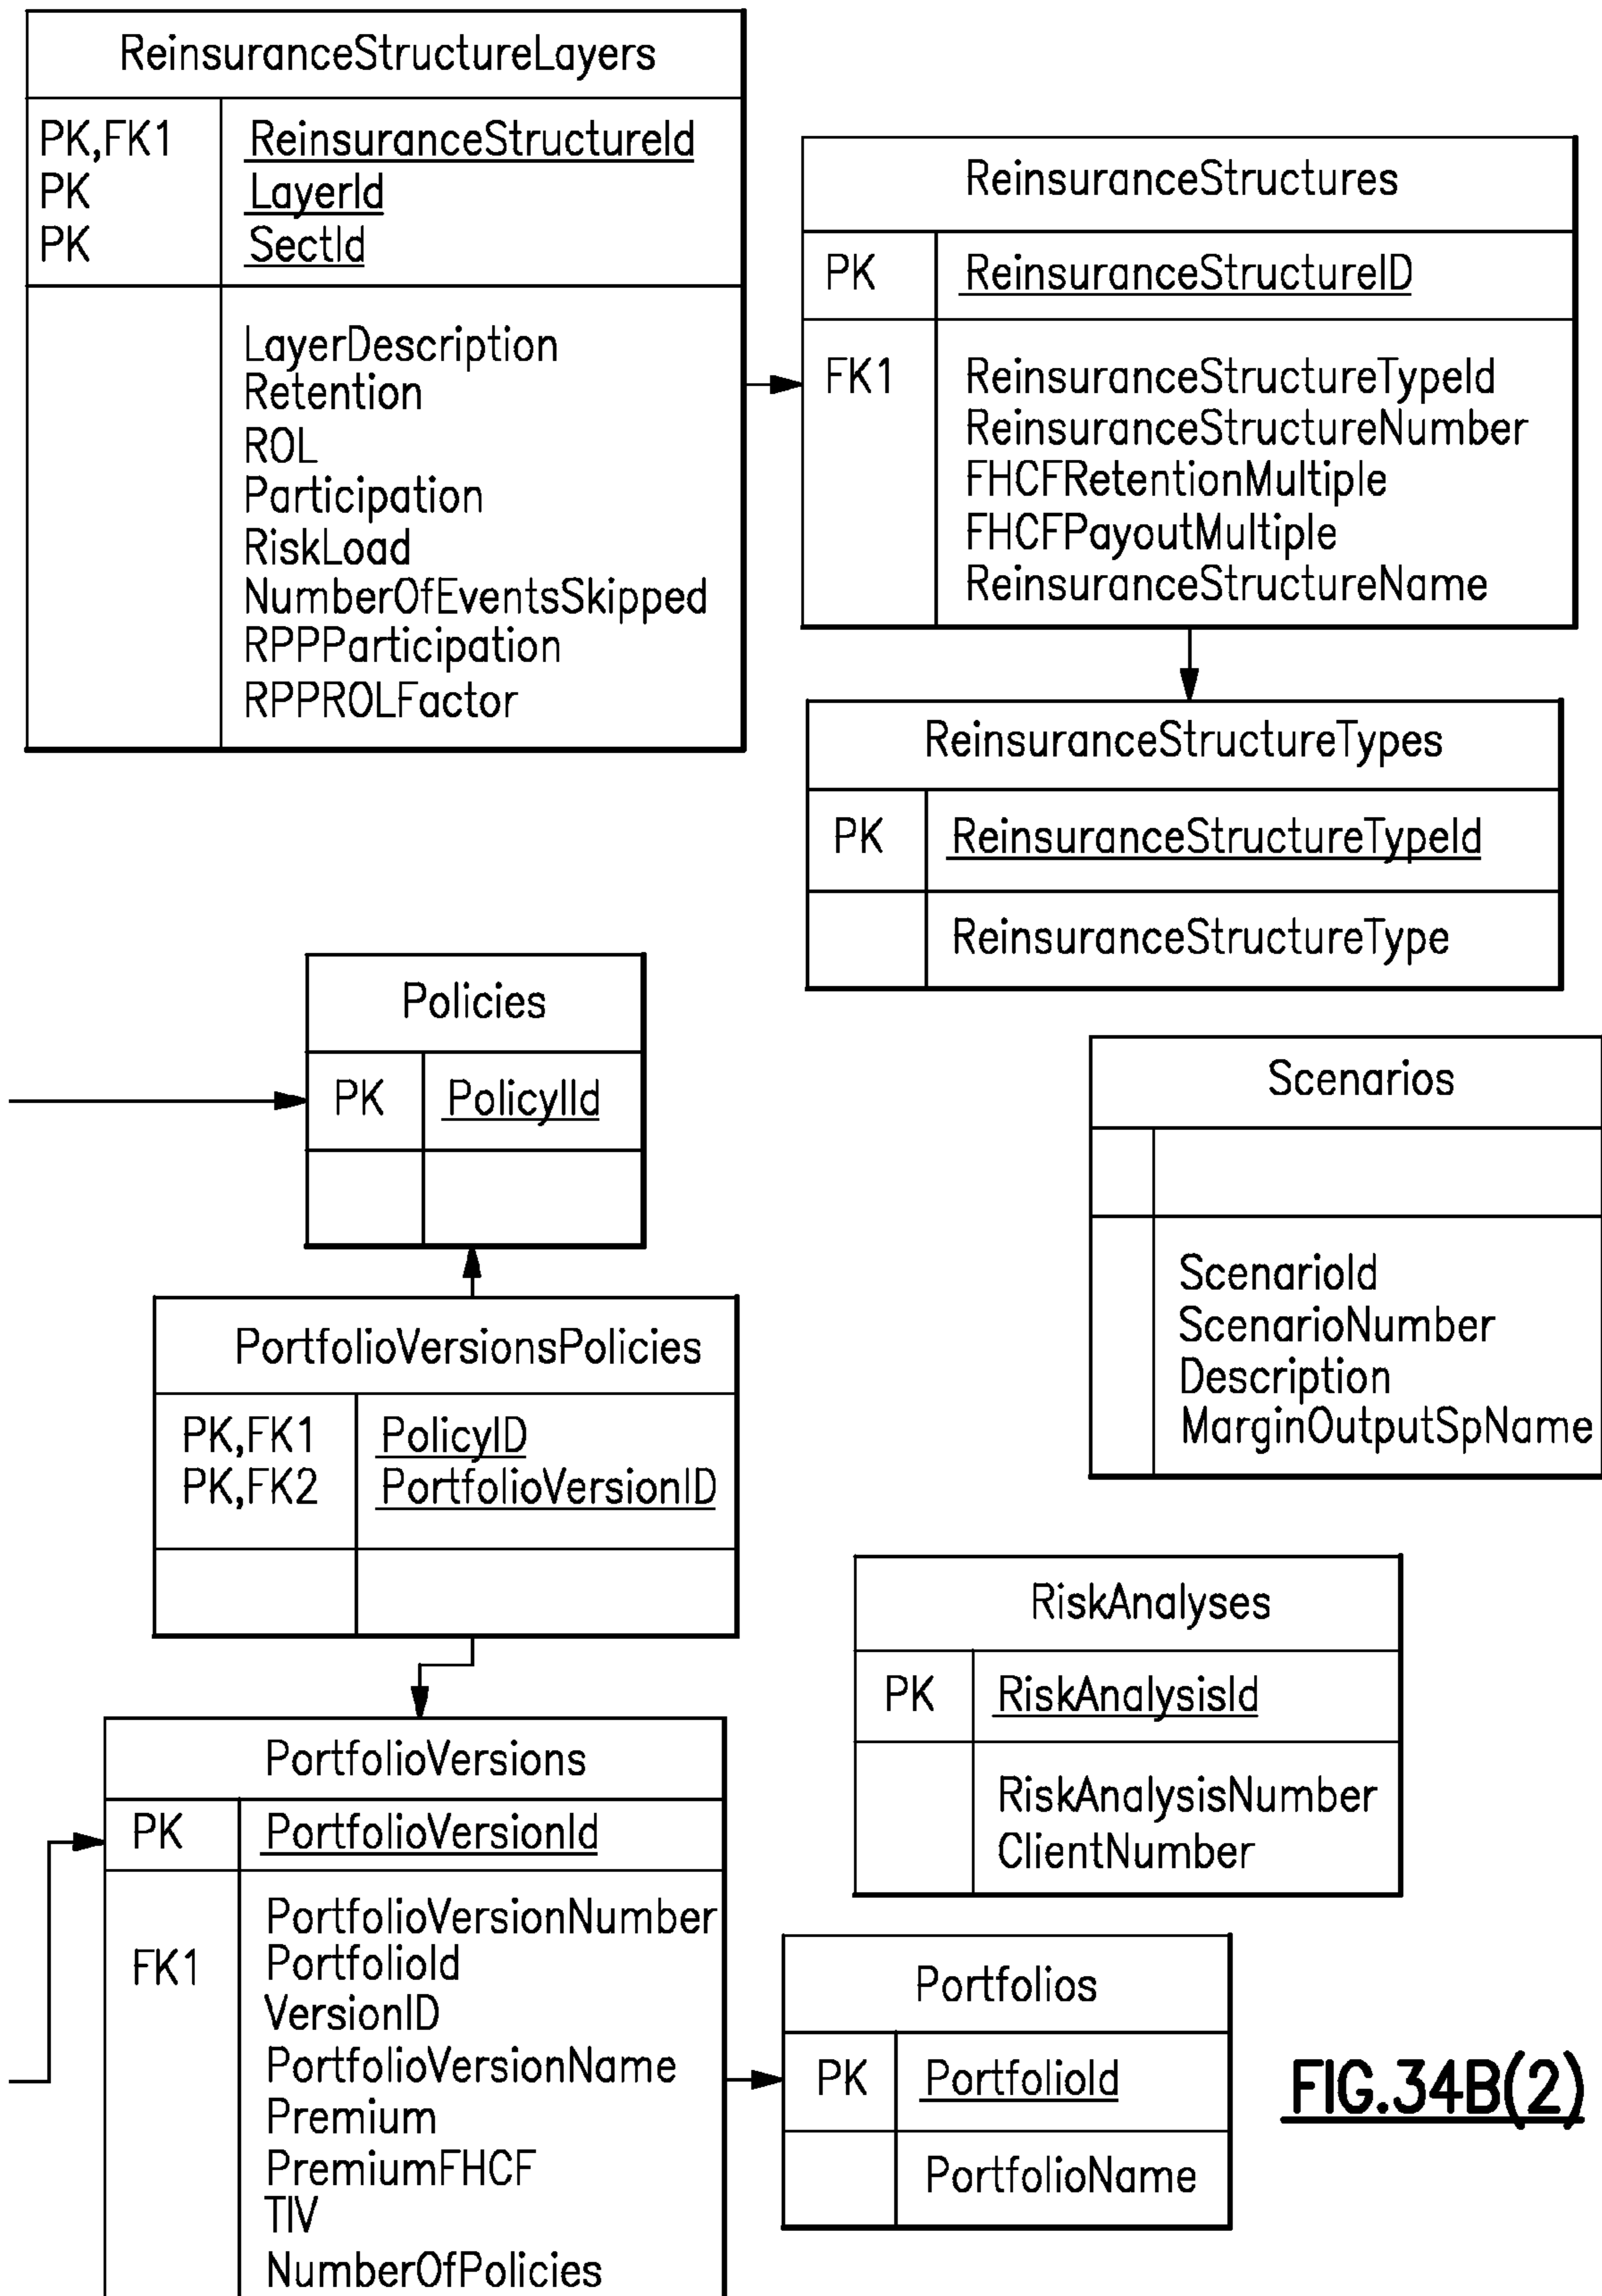 ReinsuranceStructureLayers
PK,FK1 ReinsuranceStructureId
PK LayerId
PK SectId
LayerDescription
Retention
ROL
Participation
RiskLoad
NumberOfEventsSkipped
RPPParticipation
RPPROLFactor
ReinsuranceStructures
PK ReinsuranceStructureID
FK1 ReinsuranceStructureTypeId
ReinsuranceStructureNumber
FHCFRetentionMultiple
FHCFPayoutMultiple
ReinsuranceStructureName
ReinsuranceStructureTypes
PK ReinsuranceStructureTypeId
ReinsuranceStructureType
Policies
PK PolicyIId
Scenarios
ScenarioId
ScenarioNumber
Description
MarginOutputSpName
PortfolioVersionsPolicies
PK,FK1 PolicyID
PK,FK2 PortfolioVersionID
RiskAnalyses
PK RiskAnalysisId
RiskAnalysisNumber
ClientNumber
PortfolioVersions
PK PortfolioVersionId
PortfolioVersionNumber
FK1 PortfolioId
VersionID
PortfolioVersionName
Premium
PremiumFHCF
TIV
NumberOfPolicies
Portfolios
PK PortfolioId
PortfolioName
FIG.34B(2)